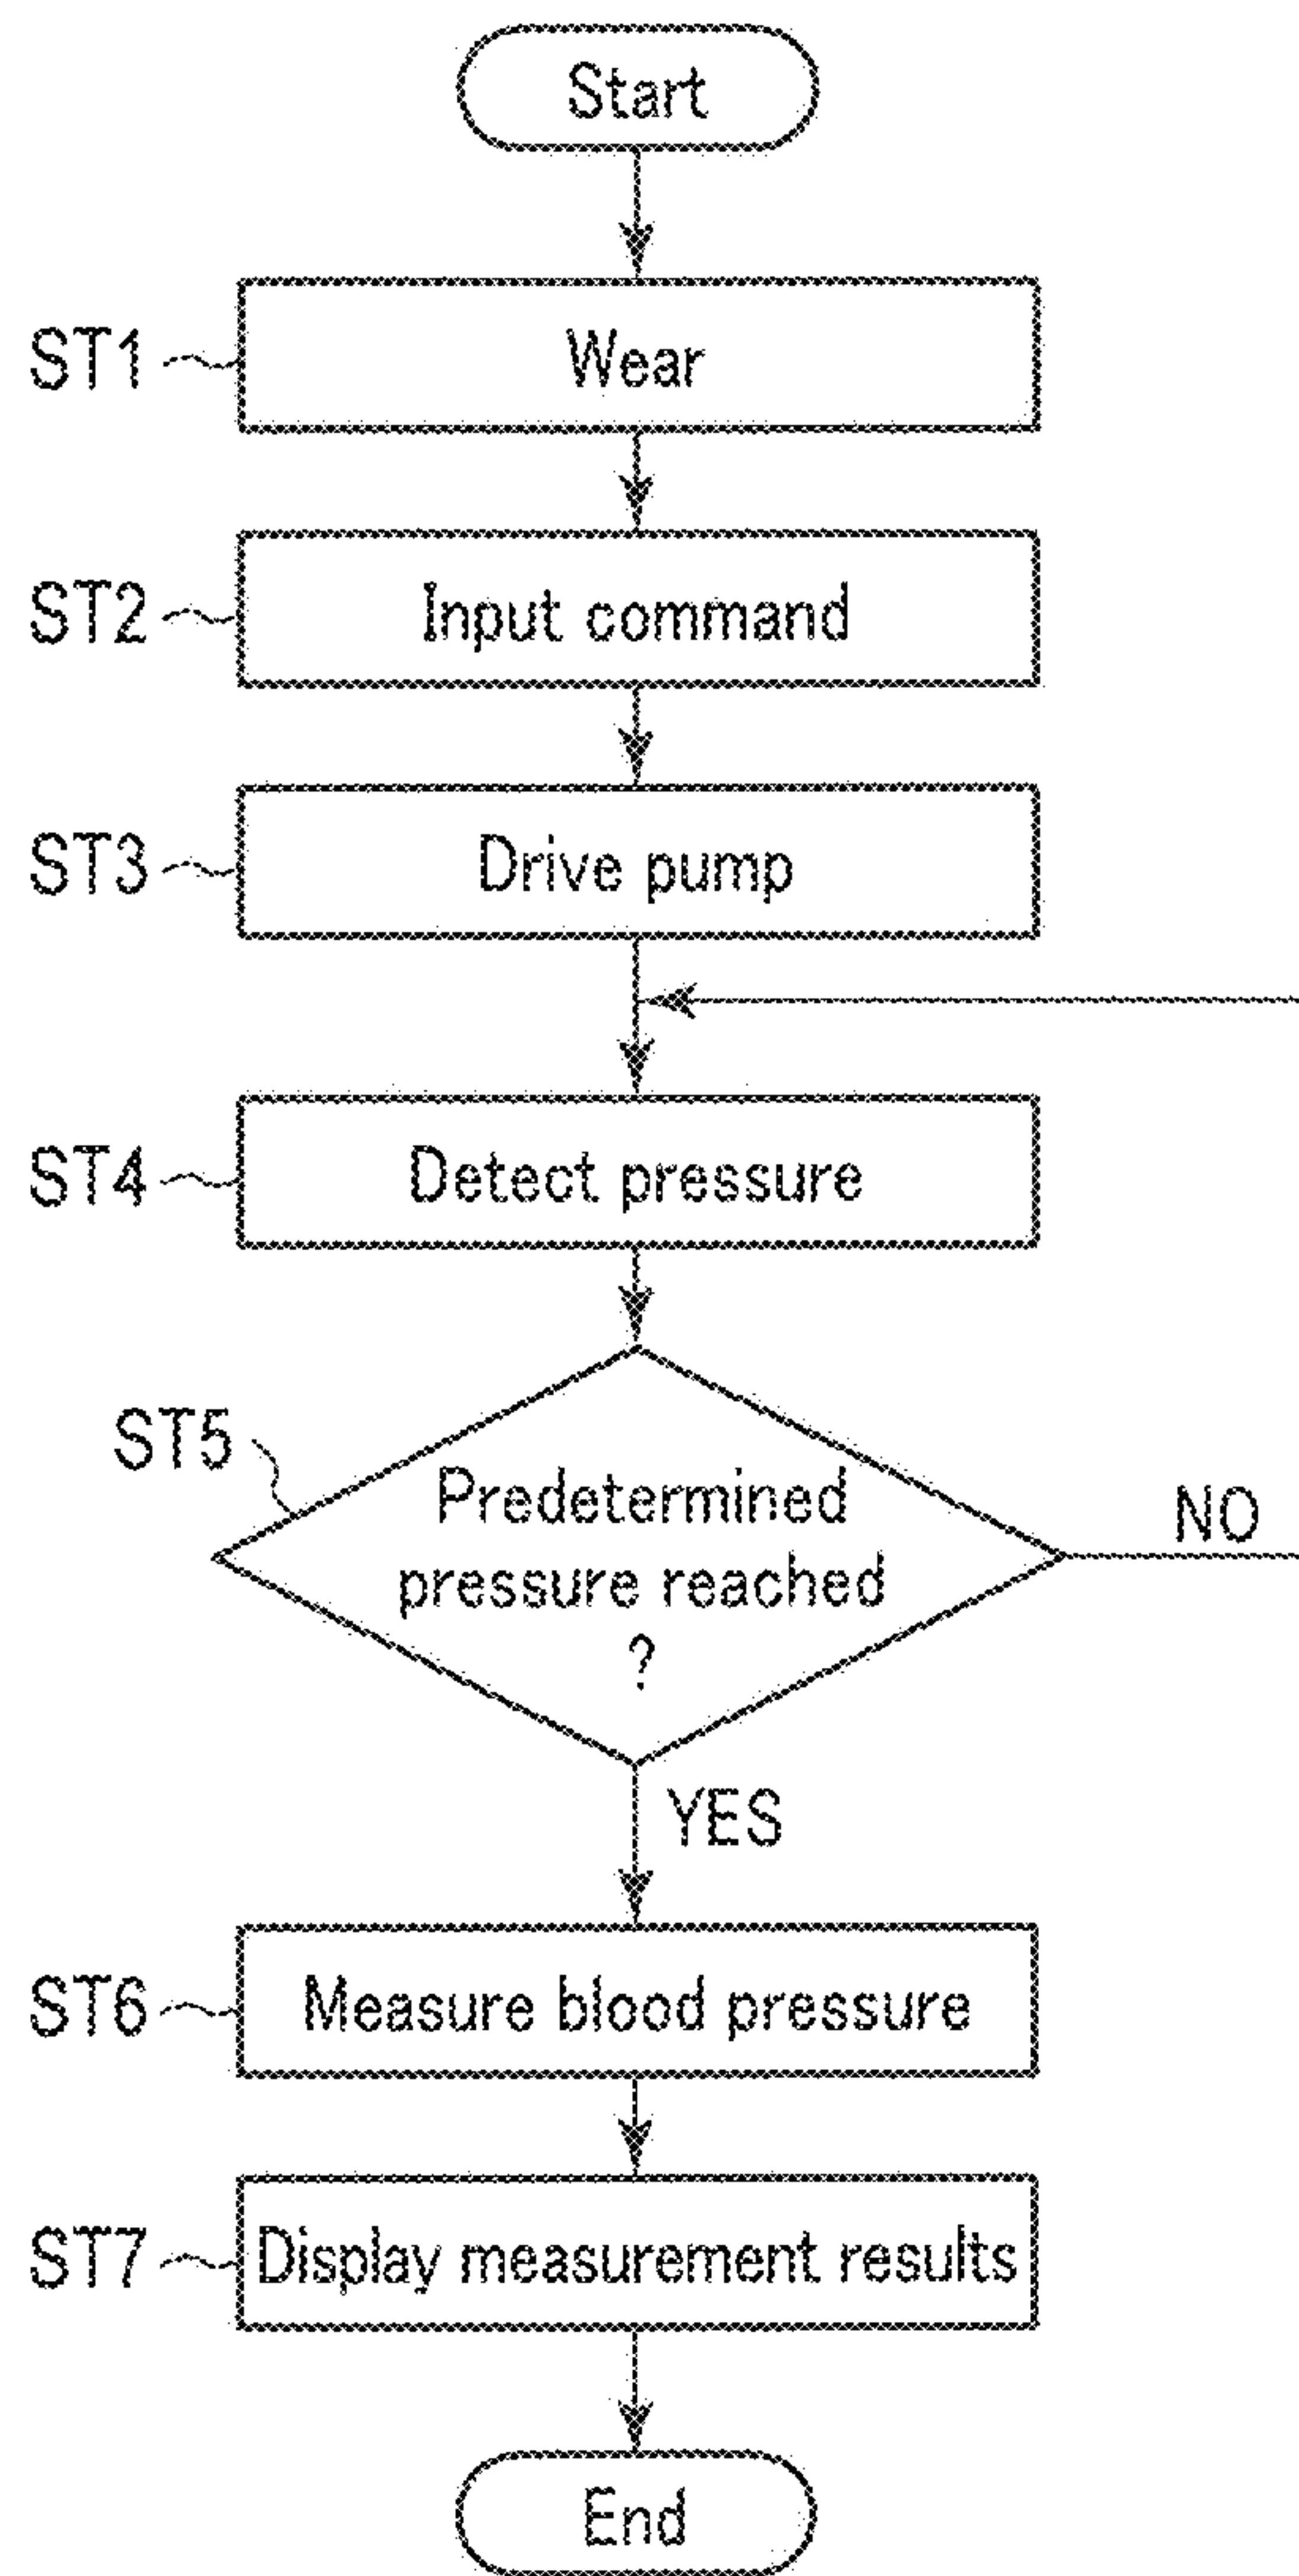 Start
ST1
Wear
ST2
Input command
ST3
Drive pump
ST4
Detect pressure
ST5
Predetermined
pressure reached
?
NO
YES
ST6
Measure blood pressure
ST7
Display measurement results
End